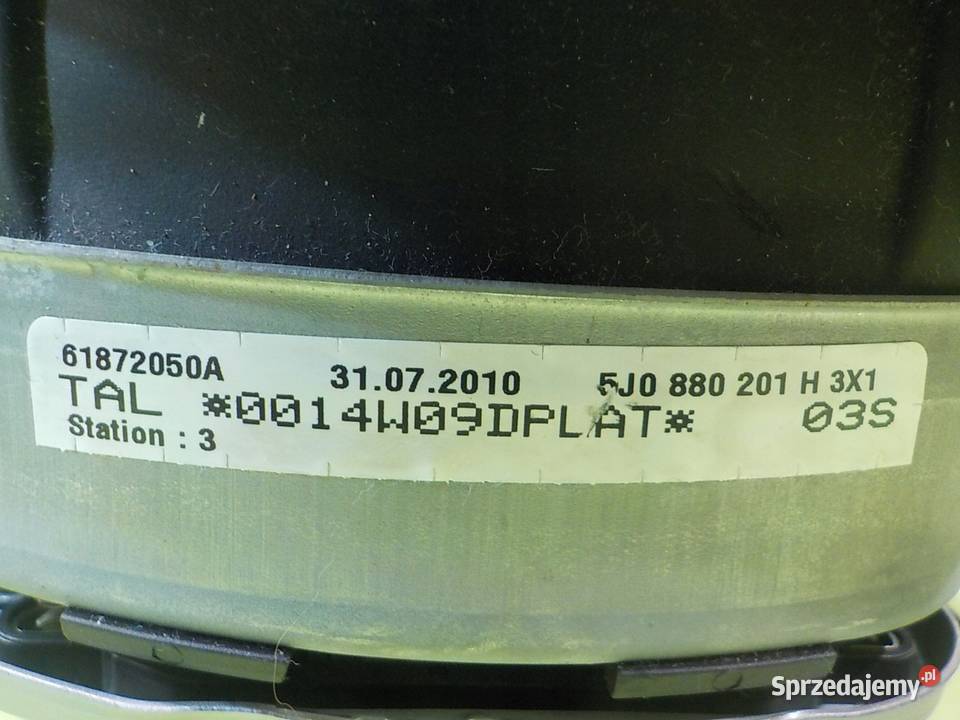 61872050A 31.07.2010 5J0 880 201 H 3X1
TAL *0014W09DPLAT* 03S
Station : 3
Sprzedajemy.pl